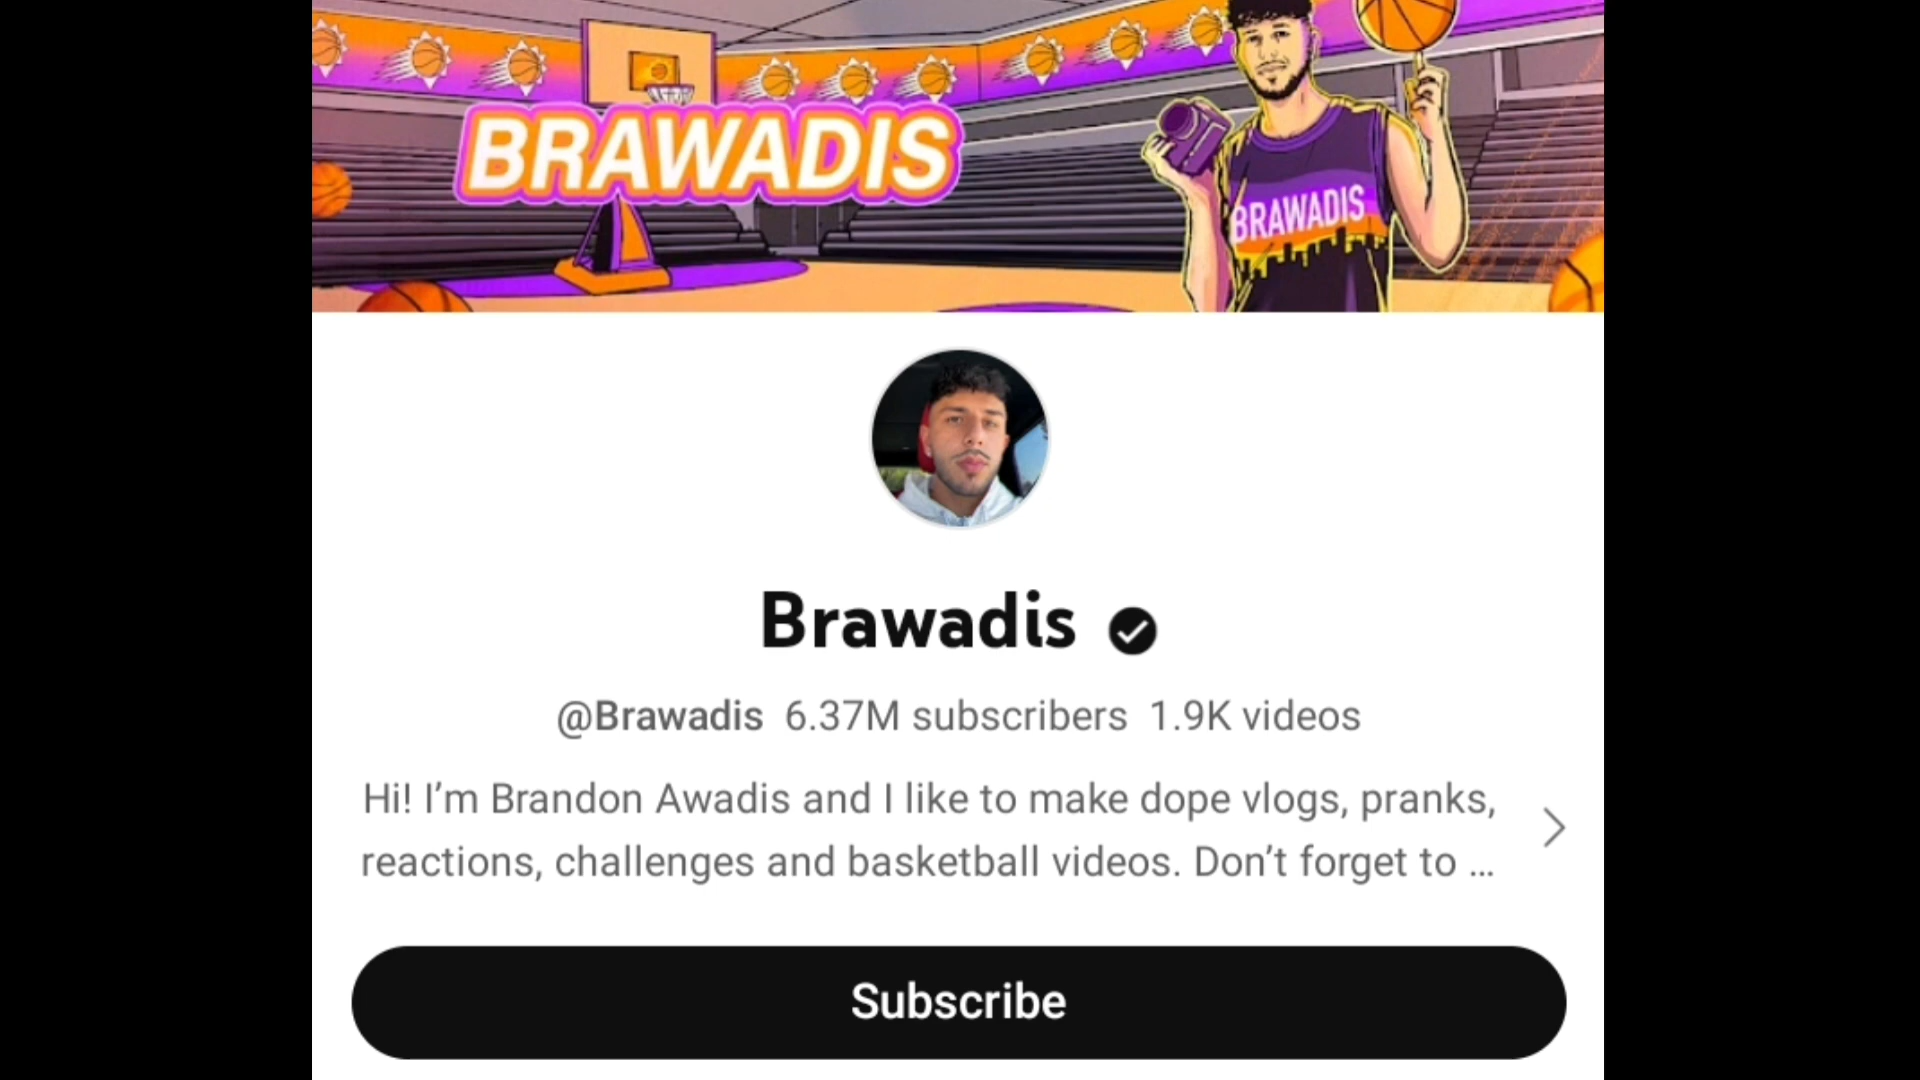 BRAWADIS
BRAWADIS
Brawadis
@Brawadis 6.37M subscribers 1.9K videos
Hi! I’m Brandon Awadis and I like to make dope vlogs, pranks,
reactions, challenges and basketball videos. Don’t forget to ...
Subscribe